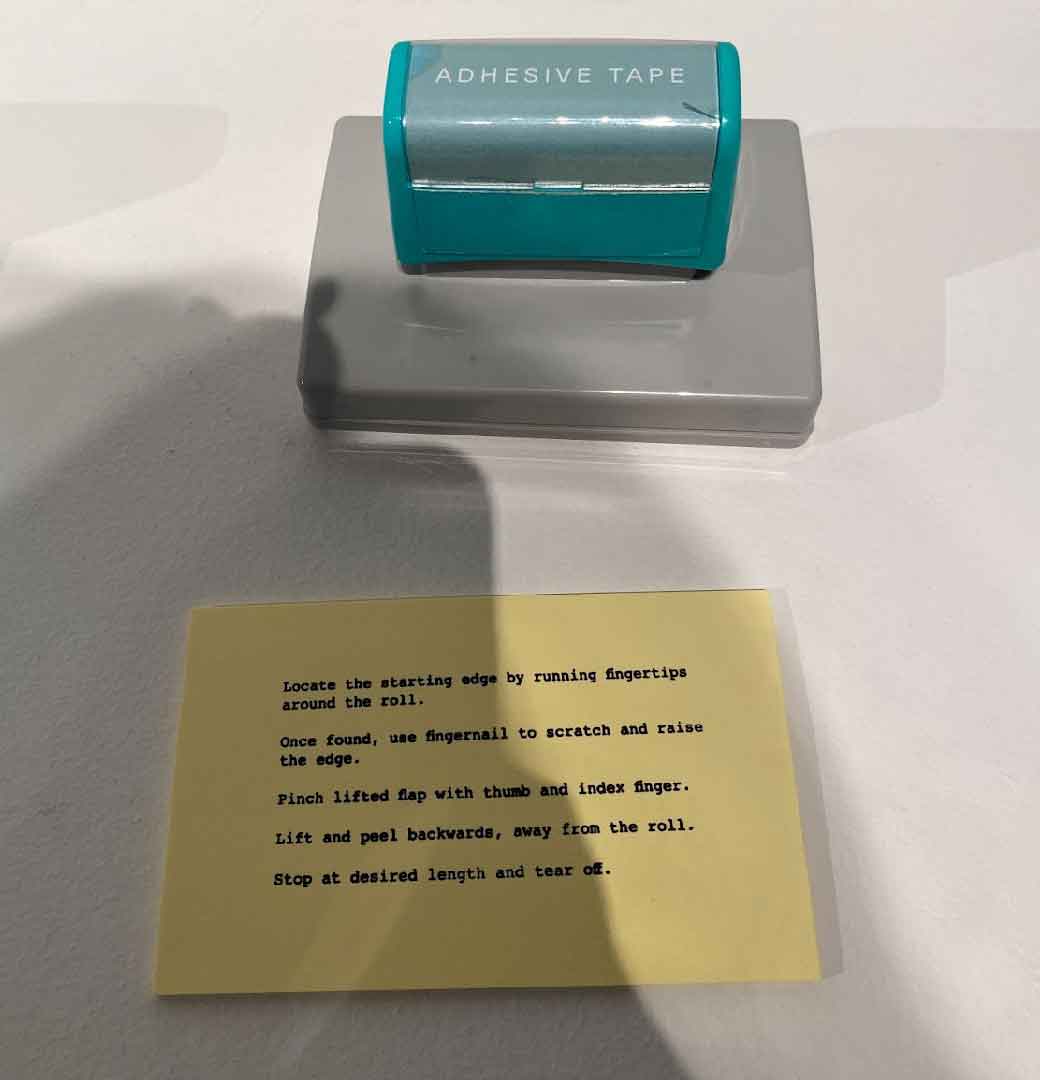 ADHESIVE TAPE
Locate the starting edge by running fingertips
around the roll.
Once found, use fingernail to scratch and raise
the edge.
Pinch lifted flap with thumb and index finger.
Lift and peel backwards, away from the roll.
Stop at desired length and tear off.